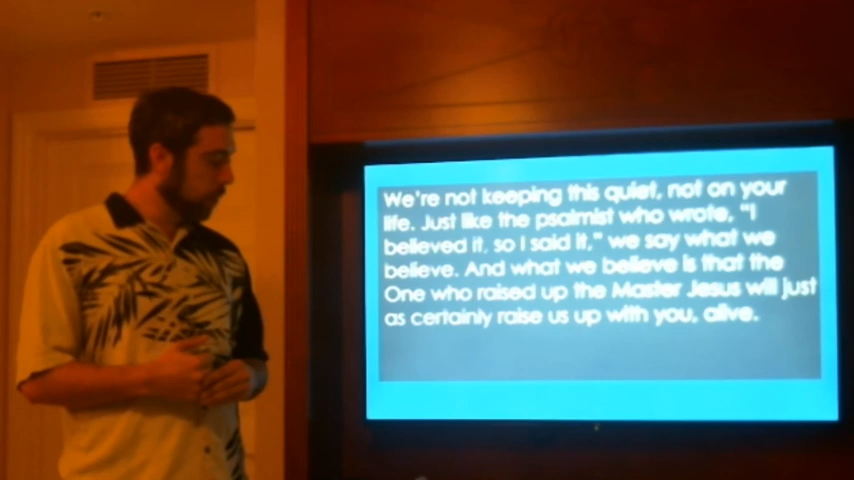 We're not keeping this quiet, not on your
life. Just like the psalmist who wrote, "I
believed it, so I said it," we say what we
believe. And what we believe is that the
One who raised up the Master Jesus will just
as certainly raise us up with you, alive.